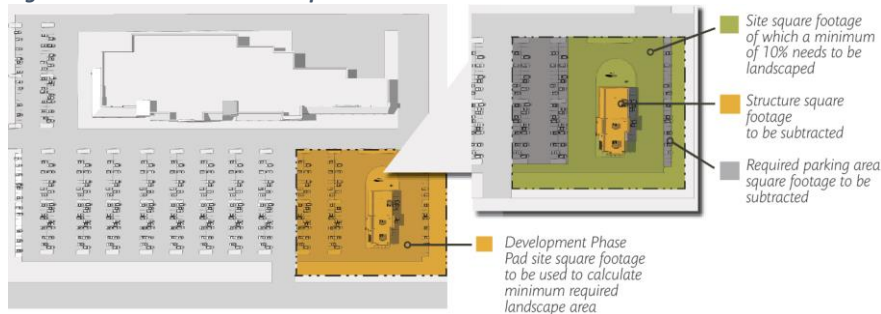 Site square footage
of which a minimum
of 10% needs to be
landscaped
Structure square
footage
to be subtracted
Required parking area
square footage to be
subtracted
Development Phase
Pad site square footage
to be used to calculate
minimum required
landscape area